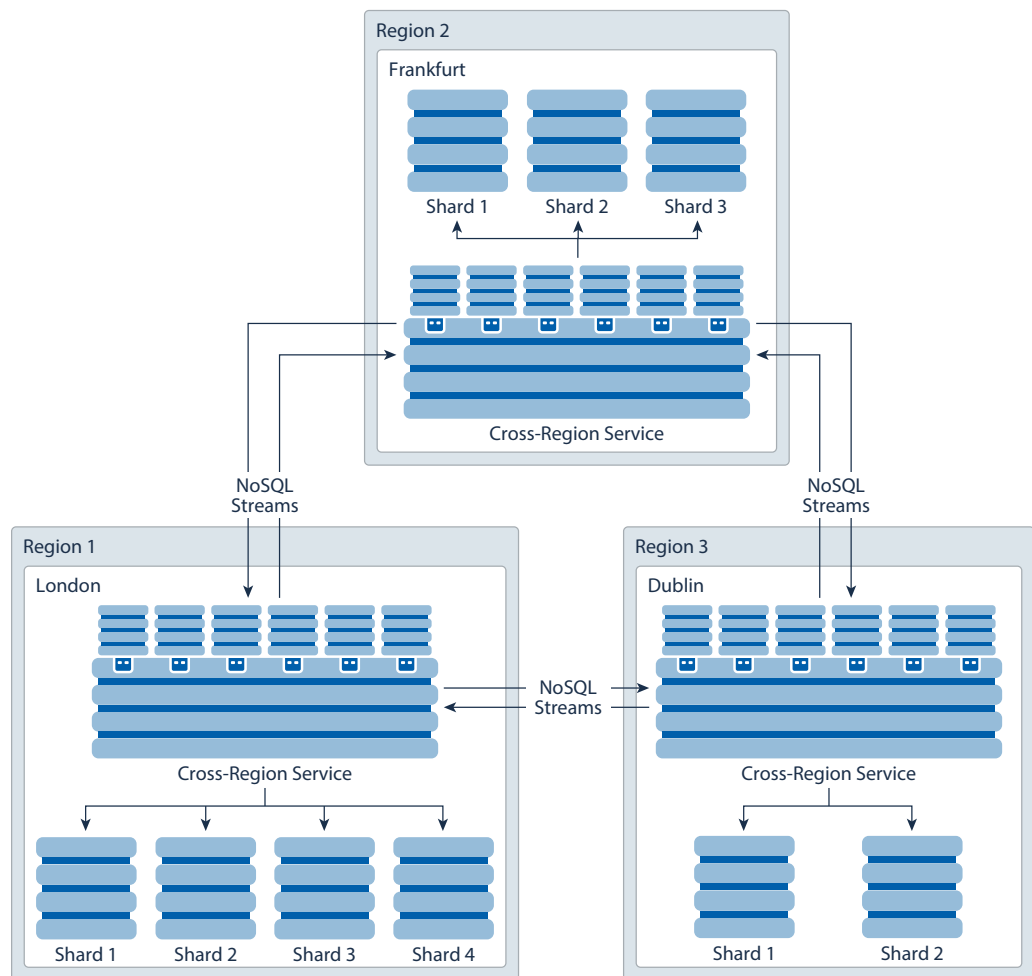 Region 2
Frankfurt
Shard 1
Shard 2
Shard 3
Cross-Region Service
NoSQL
Streams
NoSQL
Streams
Region 1
London
Cross-Region Service
Shard 1
Shard 2
Shard 3
Shard 4
NoSQL
Streams
Region 3
Dublin
Cross-Region Service
Shard 1
Shard 2